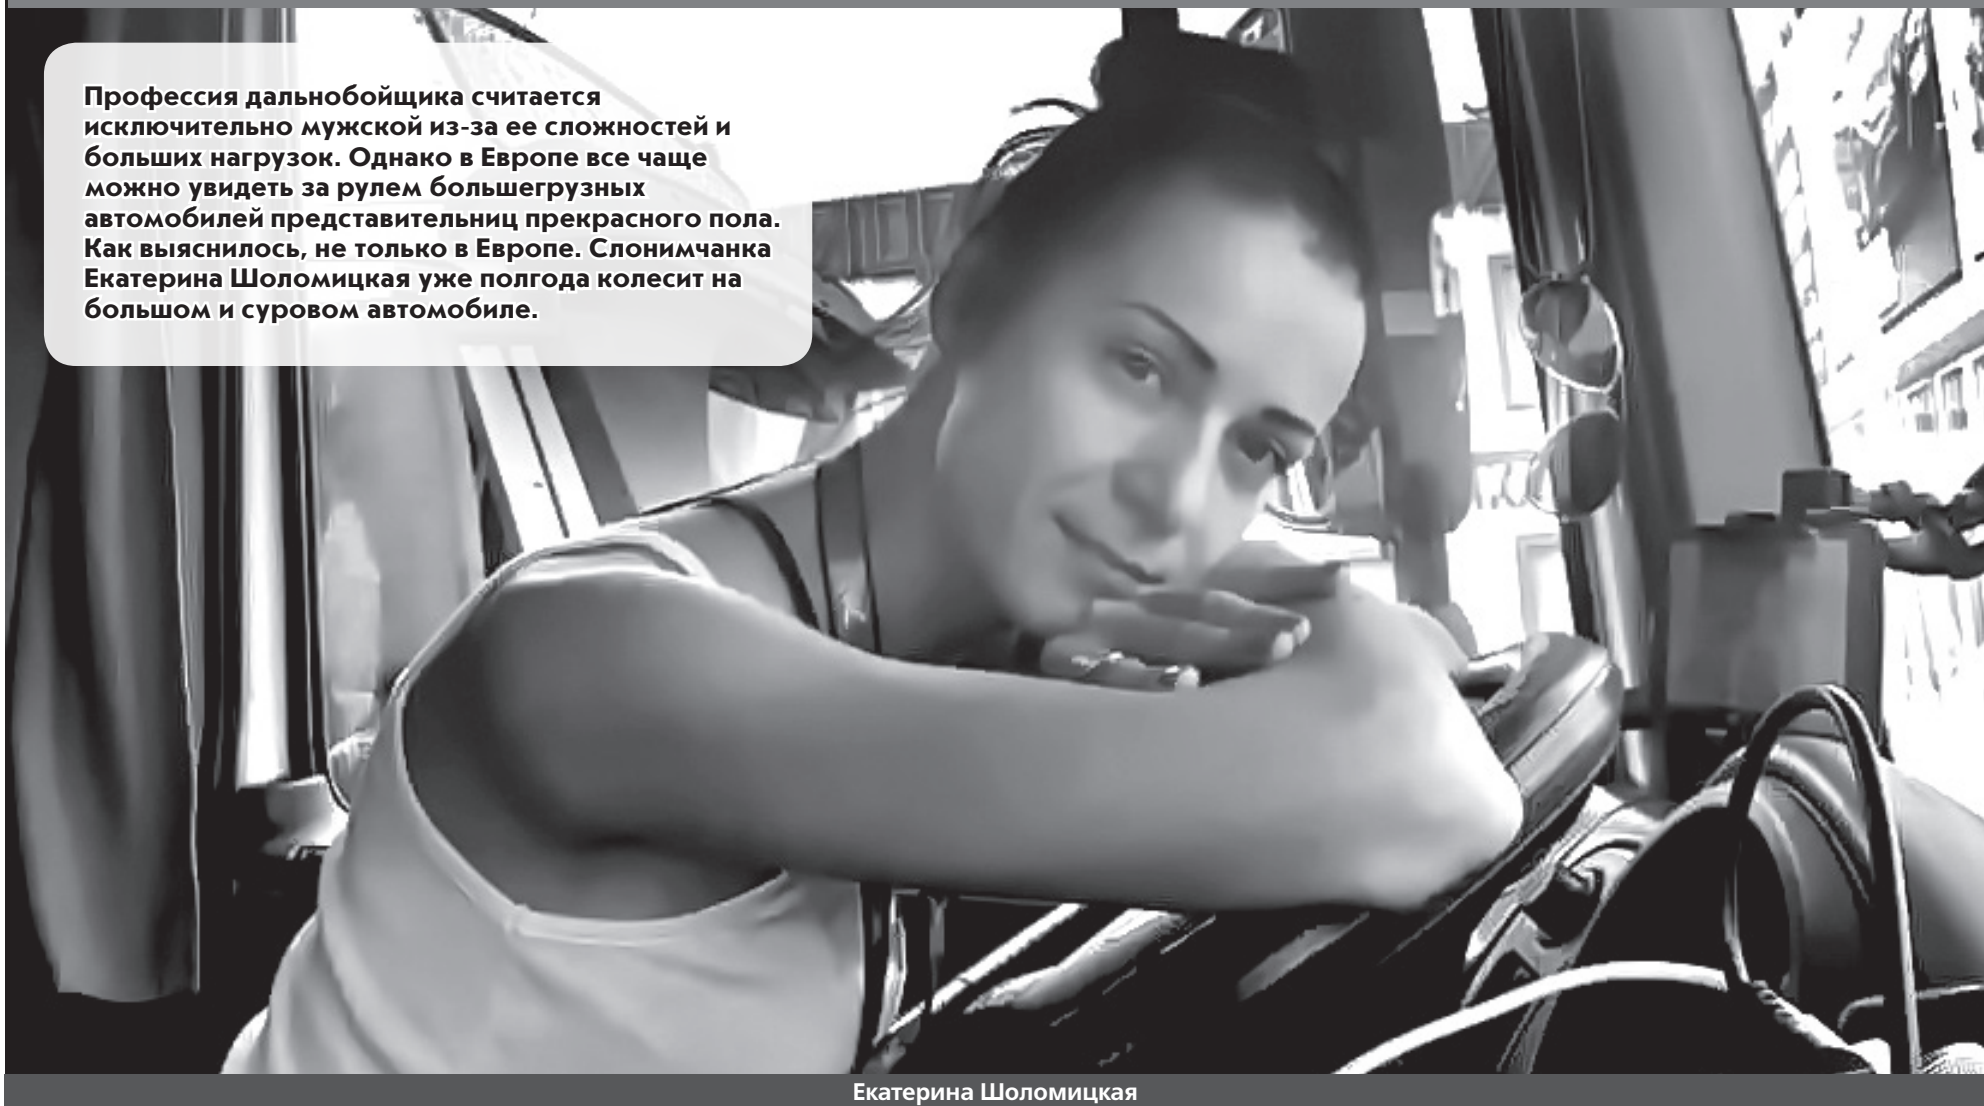 Профессия дальнобойщика считается
исключительно мужской из-за ее сложностей и
больших нагрузок. Однако в Европе все чаще
можно увидеть за рулем большегрузных
автомобилей представительниц прекрасного пола.
Как выяснилось, не только в Европе. Слонимчанка
Екатерина Шоломицкая уже полгода колесит на
большом и суровом автомобиле.
Екатерина Шоломицкая